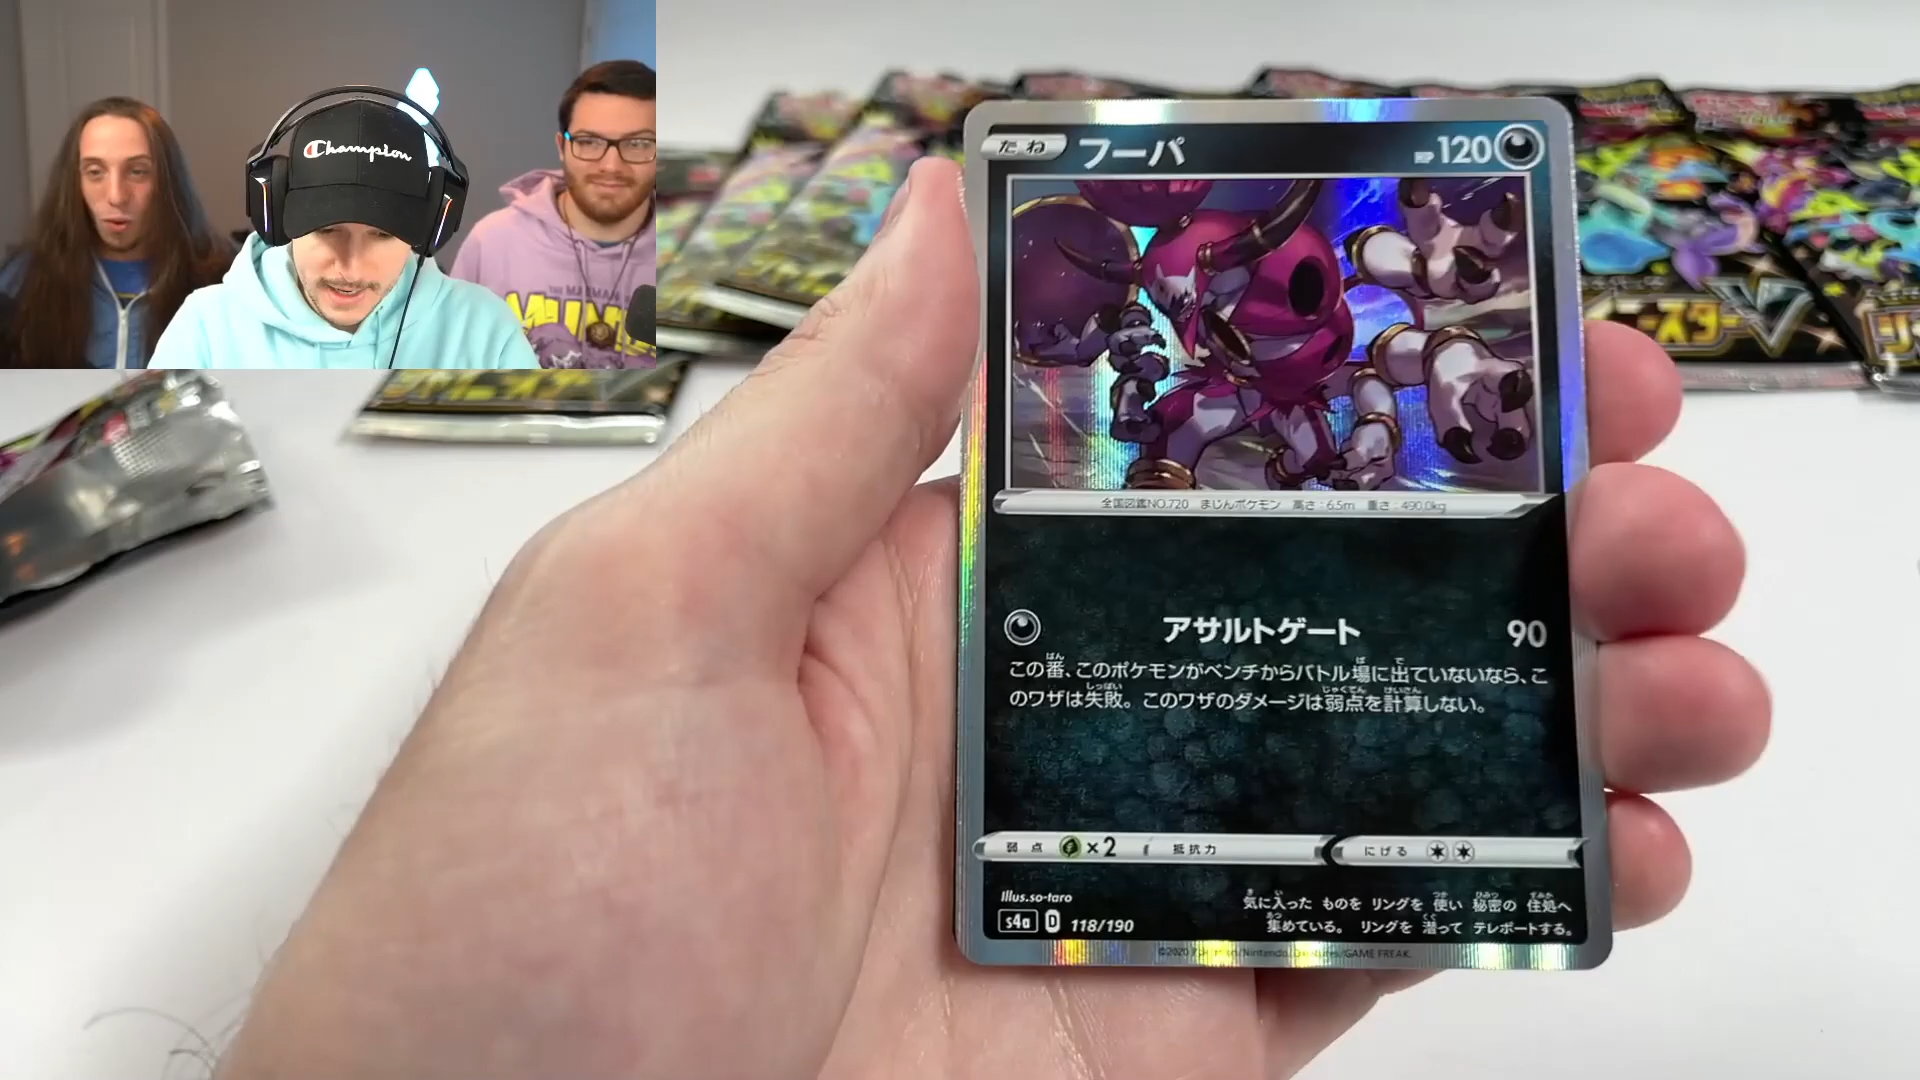 Champion
たね フーパ HP120
全国図鑑NO.720 まじんポケモン 高さ:6.5m 重さ:490.0kg
アサルトゲート 90
この番、このポケモンがベンチからバトル場に出ていないなら、こ
のワザは失敗。このワザのダメージは弱点を計算しない。
弱点 ×2 抵抗力 にげる
Illus.so-taro
s4a D 118/190
気に入った ものを リングを 使い 秘密の 住処へ
集めている。 リングを 潜って テレポートする。
GAME FREAK.
スターV